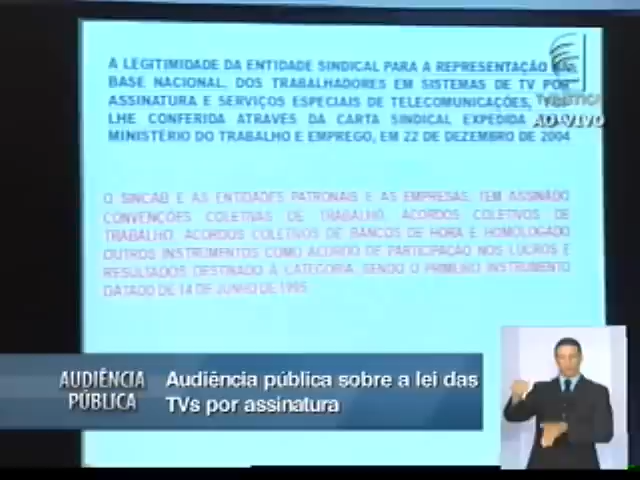 A LEGITIMIDADE DA ENTIDADE SINDICAL PARA A REPRESENTAÇÃO
BASE NACIONAL, DOS TRABALHADORES EM SISTEMAS DE TV POR
ASSINATURA E SERVIÇOS ESPECIAIS DE TELECOMUNICAÇÕES,
LHE CONFERIDA ATRAVÉS DA CARTA SINDICAL EXPEDIDA
MINISTÉRIO DO TRABALHO E EMPREGO, EM 22 DE DEZEMBRO DE 2004
AO VIVO
O SINCAB E AS ENTIDADES PATRONAIS E AS EMPRESAS, TEM ASSINADO
CONVENÇÕES COLETIVAS DE TRABALHO, ACORDOS COLETIVOS DE
TRABALHO, ACORDOS COLETIVOS DE BANCOS DE HORA E HOMOLOGADO
OUTROS INSTRUMENTOS COMO ACORDO DE PARTICIPAÇÃO NOS LUCROS E
RESULTADOS DESTINADO À CATEGORIA, SENDO O PRIMEIRO INSTRUMENTO
DATADO DE 14 DE JUNHO DE 1995
AUDIÊNCIA
PÚBLICA
Audiência pública sobre a lei das
TVs por assinatura